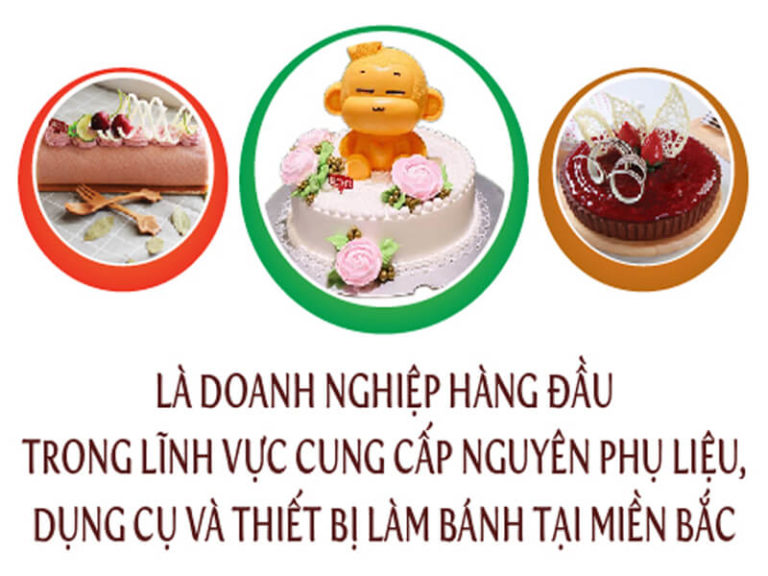 LÀ DOANH NGHIỆP HÀNG ĐẦU
TRONG LĨNH VỰC CUNG CẤP NGUYÊN PHỤ LIỆU,
DỤNG CỤ VÀ THIẾT BỊ LÀM BÁNH TẠI MIỀN BẮC